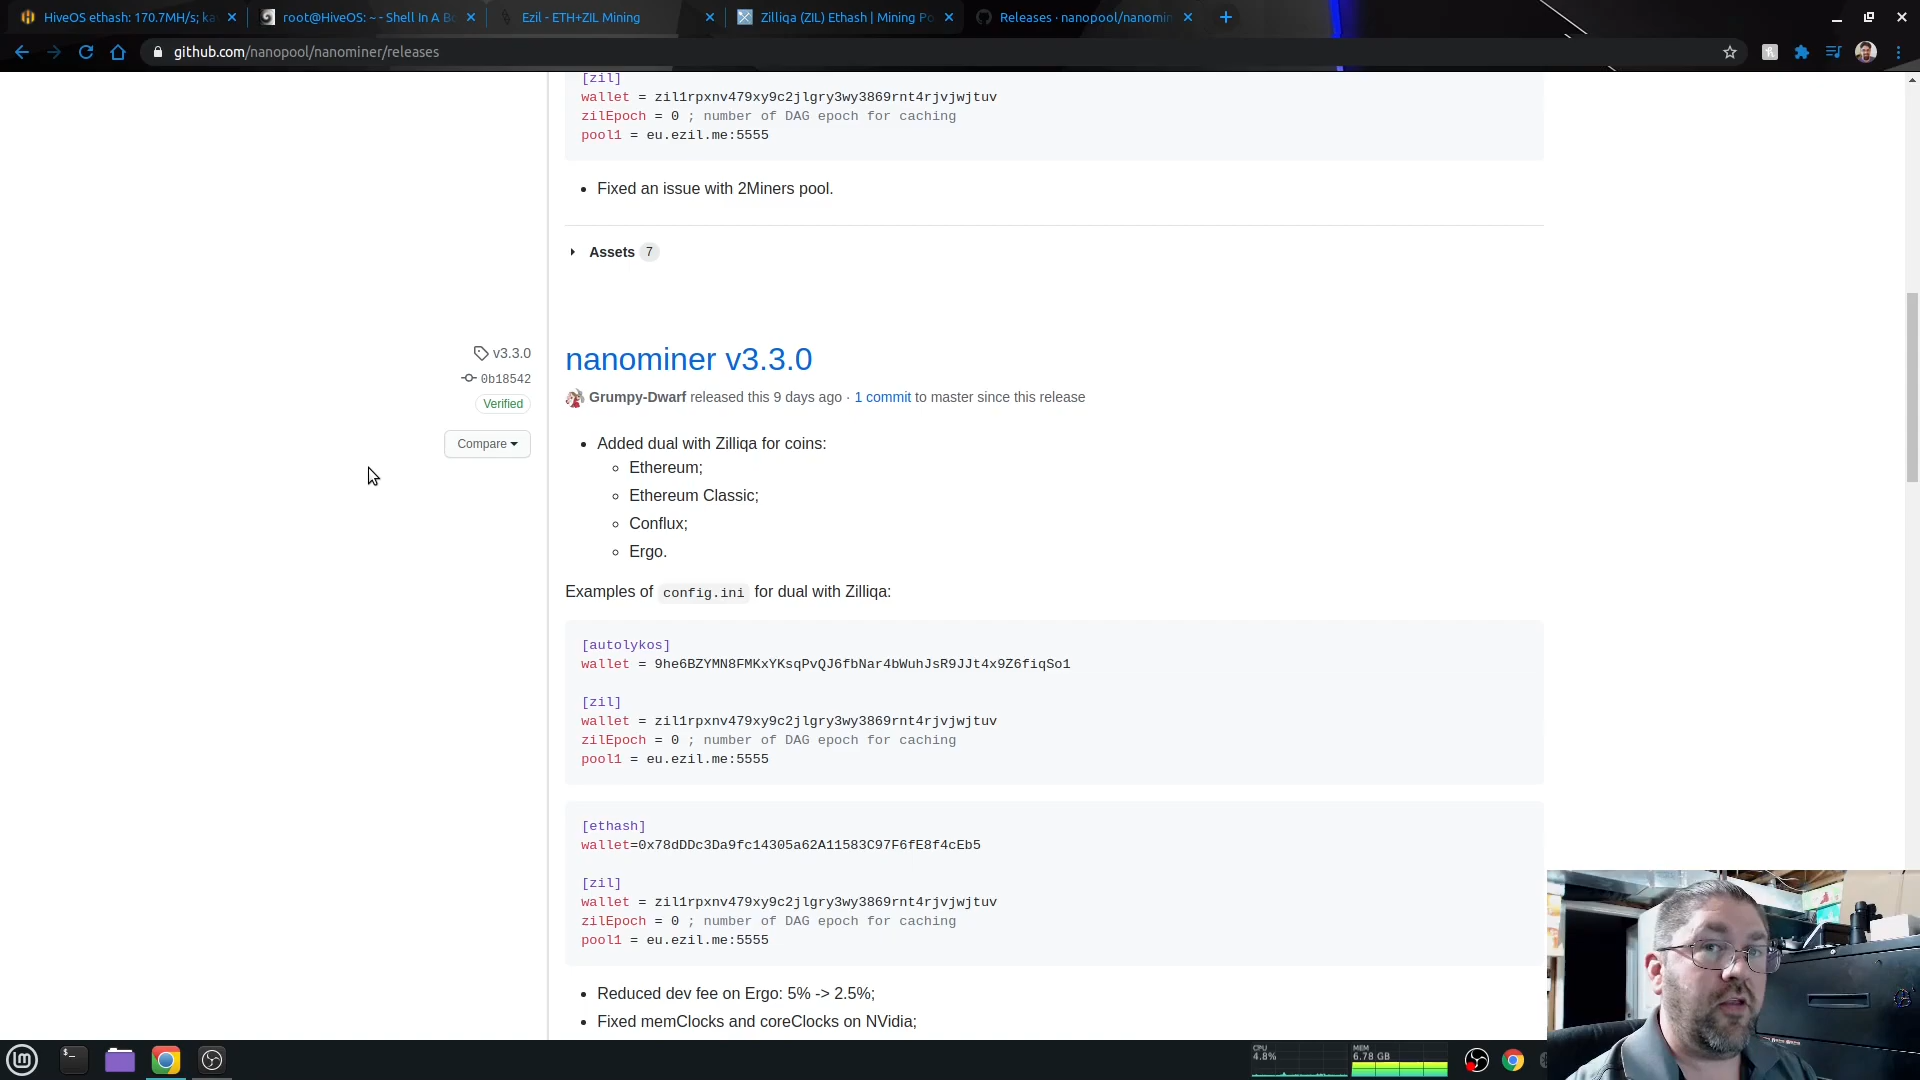 HiveOS ethash: 170.7MH/s; ka
root@HiveOS: ~ - Shell In A Bo
Ezil - ETH+ZIL Mining
Zilliqa (ZIL) Ethash | Mining Po
Releases · nanopool/nanomin
github.com/nanopool/nanominer/releases
[zil]
wallet = zil1rpxnv479xy9c2jlgry3wy3869rnt4rjvjwjtuv
zilEpoch = 0 ; number of DAG epoch for caching
pool1 = eu.ezil.me:5555
Fixed an issue with 2Miners pool.
Assets 7
v3.3.0
0b18542
Verified
Compare
nanominer v3.3.0
Grumpy-Dwarf released this 9 days ago · 1 commit to master since this release
Added dual with Zilliqa for coins:
Ethereum;
Ethereum Classic;
Conflux;
Ergo.
Examples of config.ini for dual with Zilliqa:
[autolykos]
wallet = 9he6BZYMN8FMKxYKsqPvQJ6fbNar4bWuhJsR9JJt4x9Z6fiqSo1
[zil]
wallet = zil1rpxnv479xy9c2jlgry3wy3869rnt4rjvjwjtuv
zilEpoch = 0 ; number of DAG epoch for caching
pool1 = eu.ezil.me:5555
[ethash]
wallet=0x78dDDc3Da9fc14305a62A11583C97F6fE8f4cEb5
[zil]
wallet = zil1rpxnv479xy9c2jlgry3wy3869rnt4rjvjwjtuv
zilEpoch = 0 ; number of DAG epoch for caching
pool1 = eu.ezil.me:5555
Reduced dev fee on Ergo: 5% -> 2.5%;
Fixed memClocks and coreClocks on NVidia;
CPU
4.8%
MEM
6.78 GB